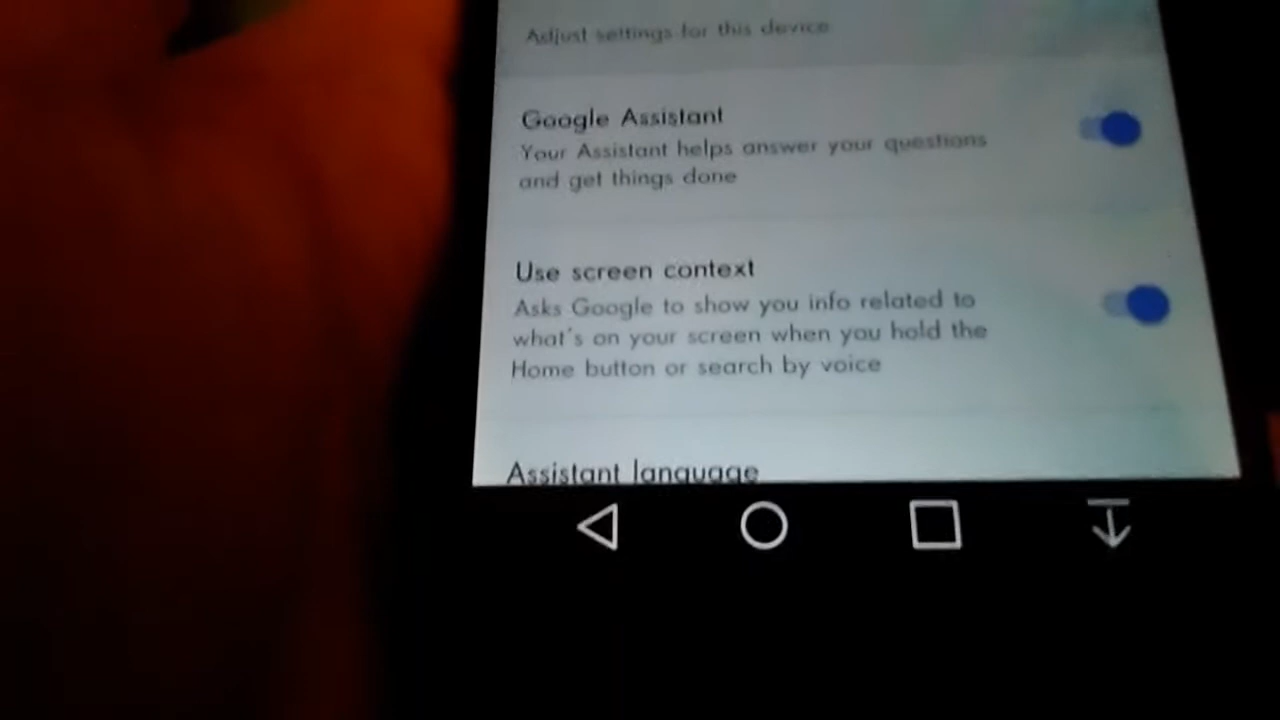 Adjust settings for this device
Google Assistant
Your Assistant helps answer your questions
and get things done
Use screen context
Asks Google to show you info related to
what's on your screen when you hold the
Home button or search by voice
Assistant language